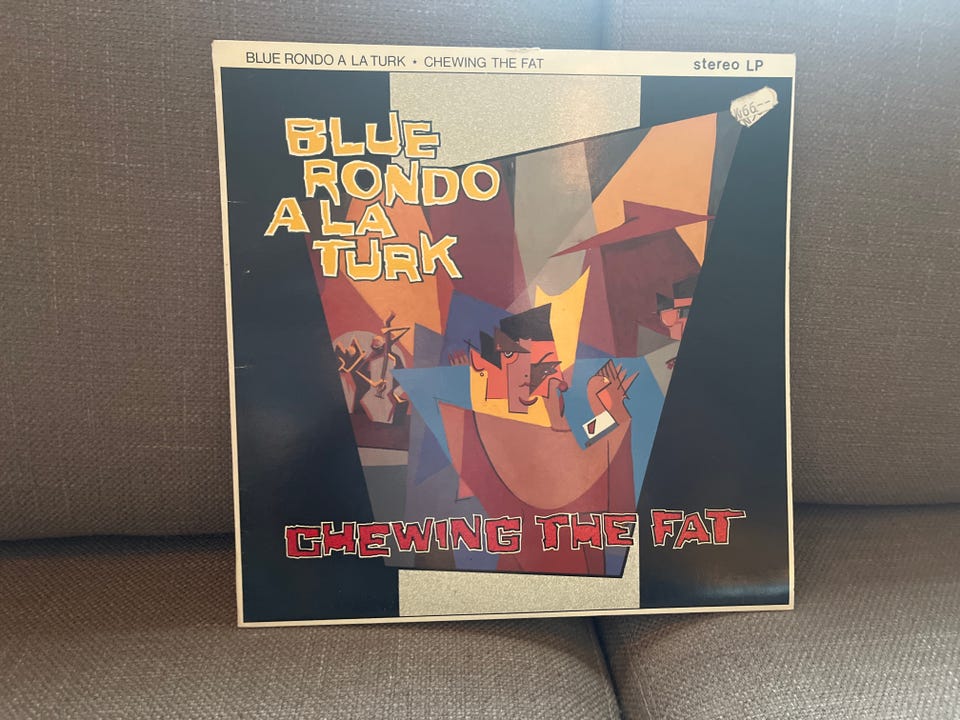 BLUE RONDO A LA TURK • CHEWING THE FAT
stereo LP
BLUE
RONDO
A LA
TURK
CHEWING THE FAT